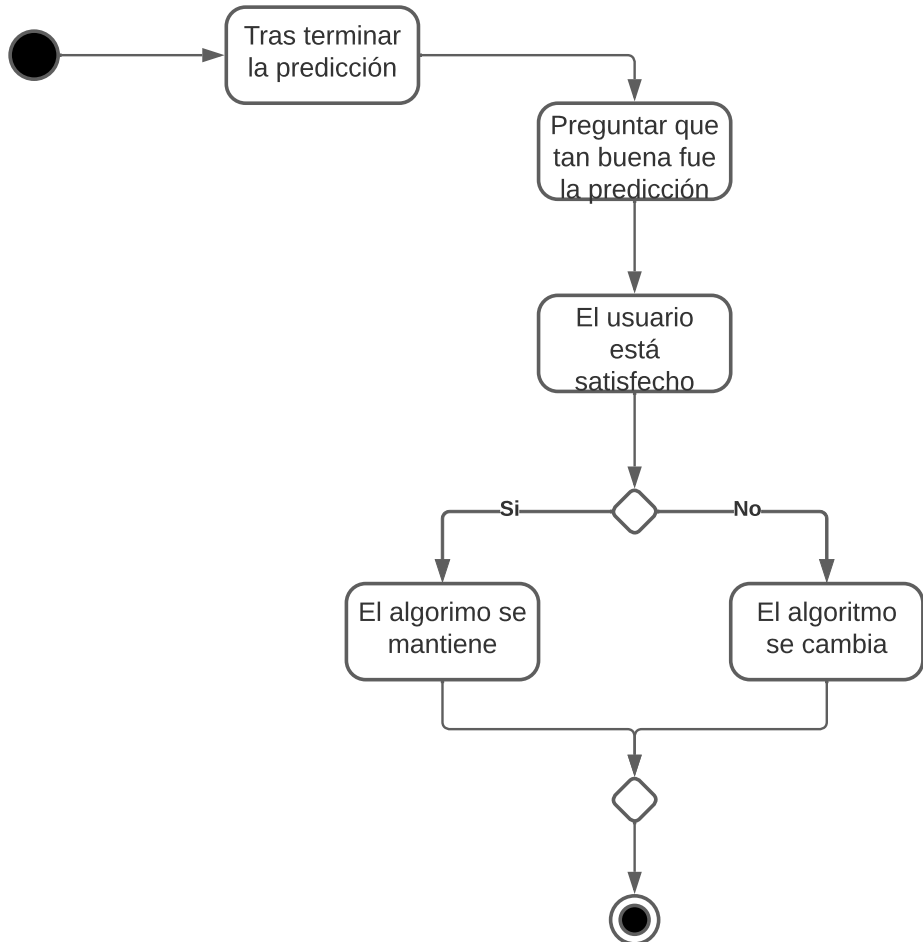 Tras terminar
la predicción
Preguntar que
tan buena fue
la predicción
El usuario
está
satisfecho
Si
No
El algorimo se
mantiene
El algoritmo
se cambia